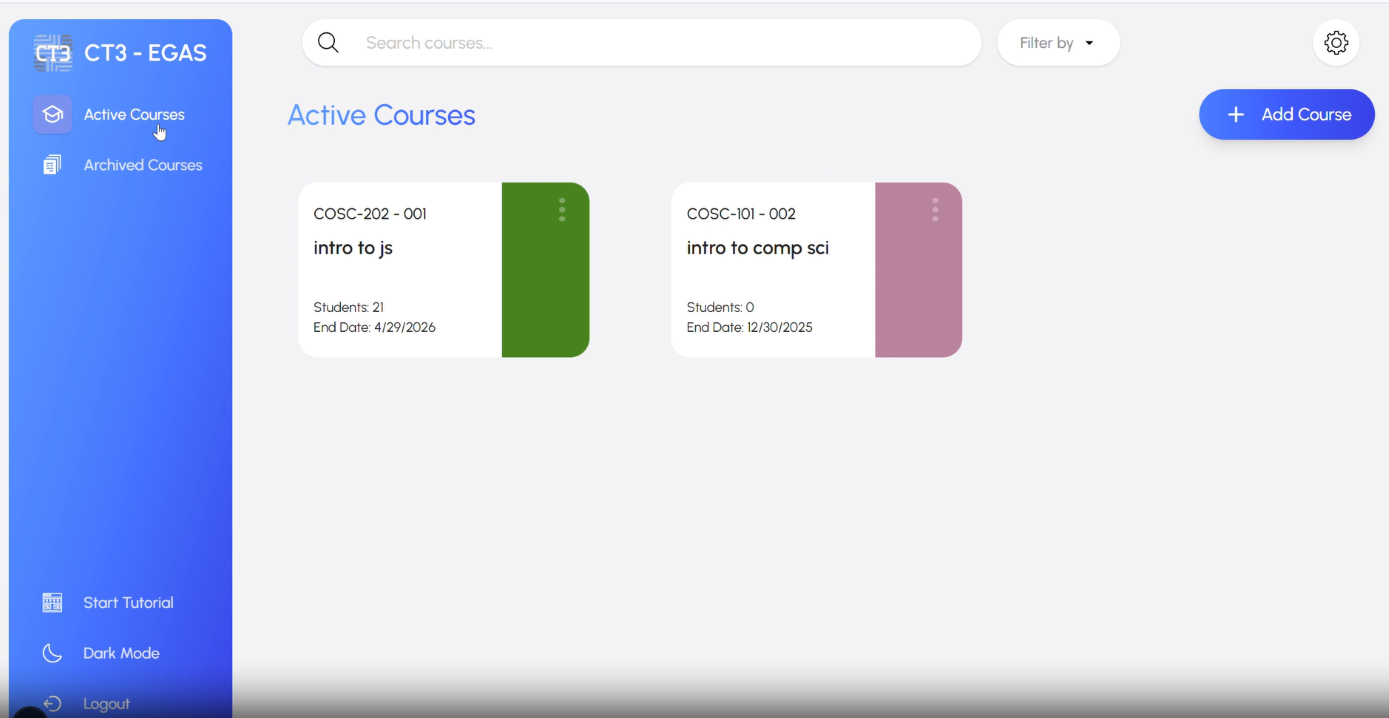 CT3 CT3 - EGAS
Active Courses
Archived Courses
Start Tutorial
Dark Mode
Logout
Search courses...
Filter by
Active Courses
+ Add Course
COSC-202 - 001
intro to js
Students: 21
End Date: 4/29/2026
COSC-101 - 002
intro to comp sci
Students: 0
End Date: 12/30/2025